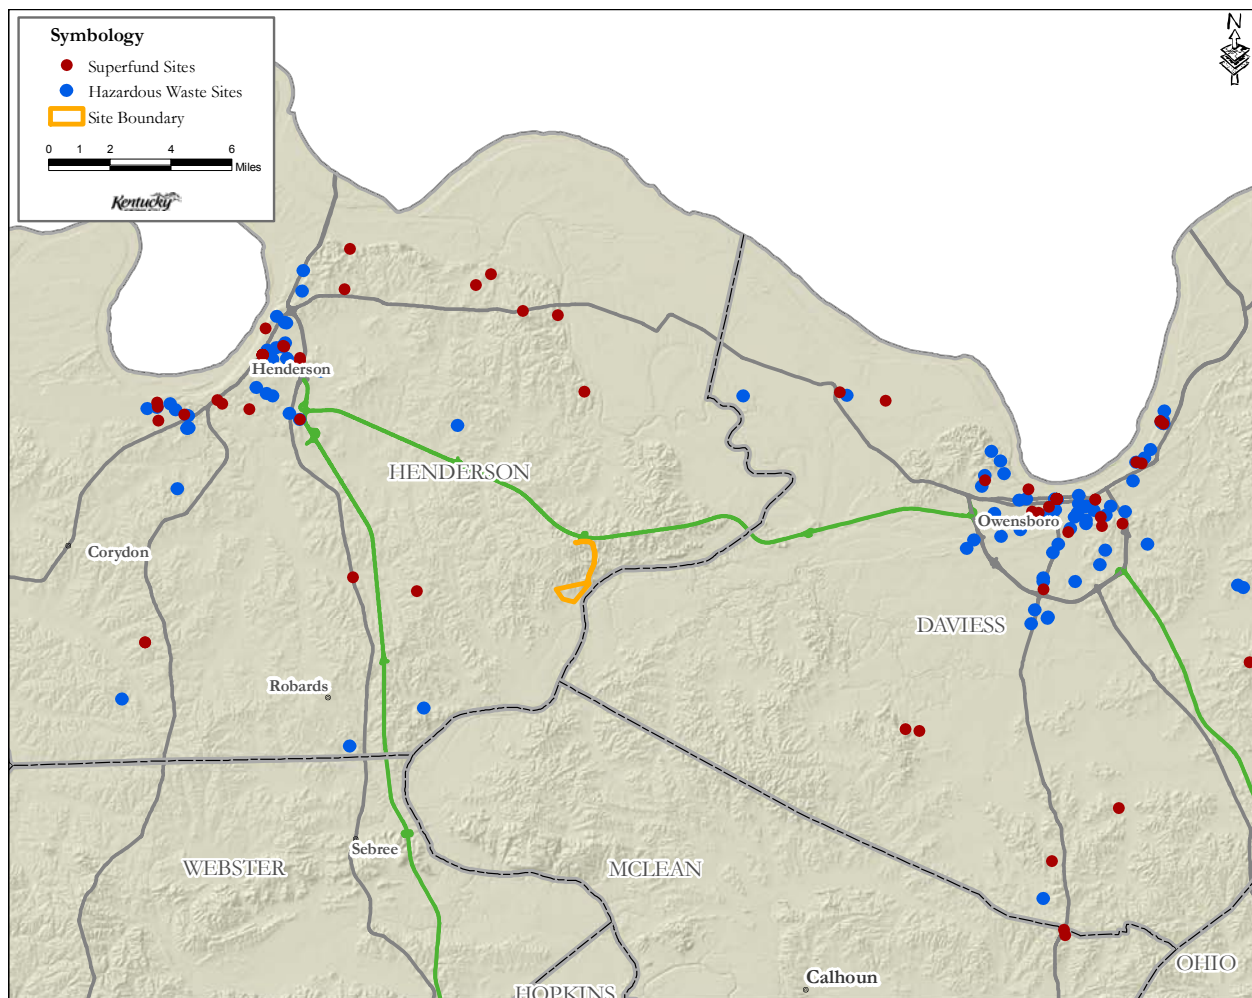 Symbology
Superfund Sites
Hazardous Waste Sites
Site Boundary
0 1 2 4 6
Miles
Kentucky
N
Henderson
HENDERSON
Owensboro
Corydon
DAVIESS
Robards
Sebree
WEBSTER
MCLEAN
OHIO
Calhoun
HOPKINS